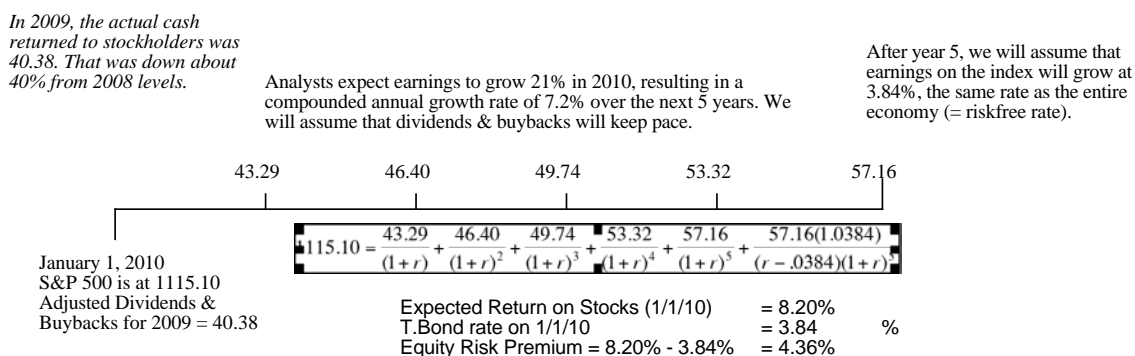 In 2009, the actual cash
returned to stockholders was
40.38. That was down about
40% from 2008 levels.
Analysts expect earnings to grow 21% in 2010, resulting in a
compounded annual growth rate of 7.2% over the next 5 years. We
will assume that dividends & buybacks will keep pace.
After year 5, we will assume that
earnings on the index will grow at
3.84%, the same rate as the entire
economy (= riskfree rate).
43.29 46.40 49.74 53.32 57.16
1115.10 = 43.29/(1+r) + 46.40/(1+r)^2 + 49.74/(1+r)^3 + 53.32/(1+r)^4 + 57.16/(1+r)^5 + 57.16(1.0384)/(r-.0384)(1+r)^5
January 1, 2010
S&P 500 is at 1115.10
Adjusted Dividends &
Buybacks for 2009 = 40.38
Expected Return on Stocks (1/1/10) = 8.20%
T.Bond rate on 1/1/10 = 3.84 %
Equity Risk Premium = 8.20% - 3.84% = 4.36%